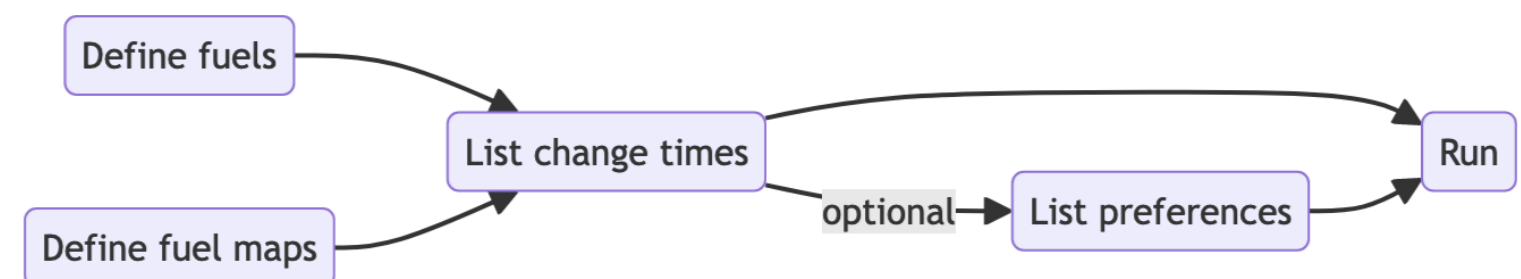 Define fuels
Define fuel maps
List change times
optional
List preferences
Run